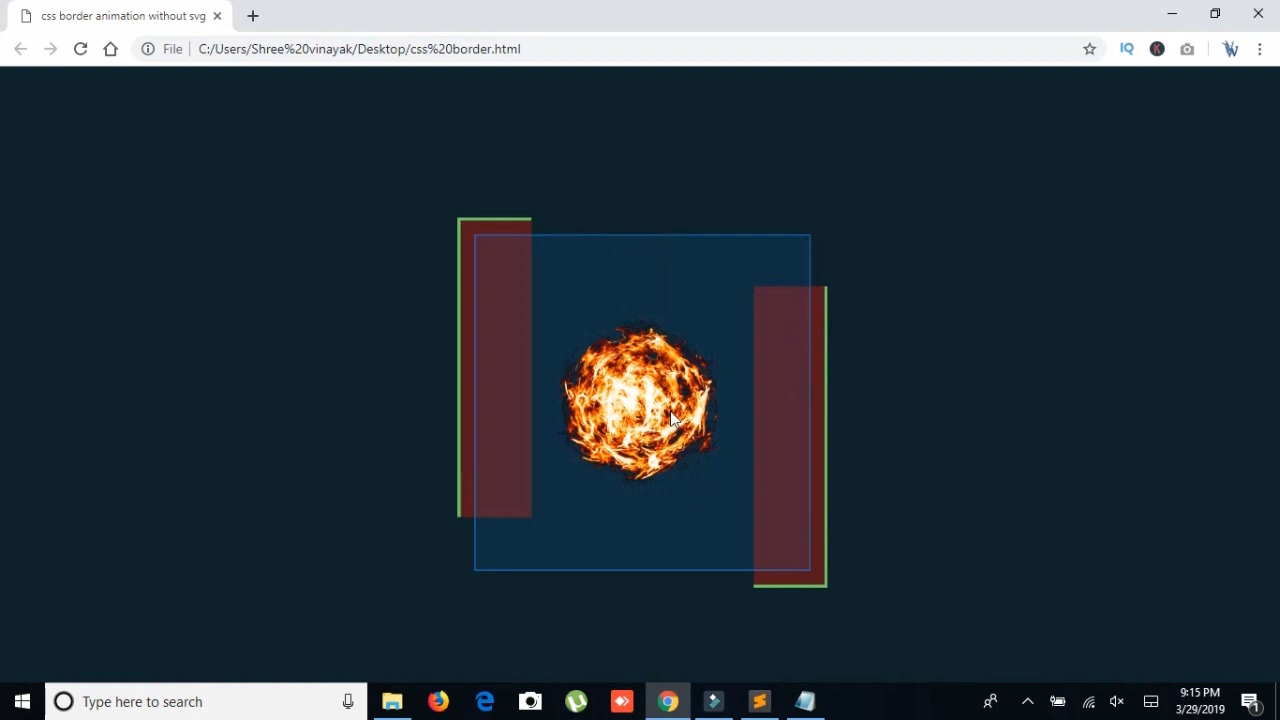 css border animation without svg
File
C:/Users/Shree%20vinayak/Desktop/css%20border.html
IQ
K
Type here to search
9:15 PM
3/29/2019
1